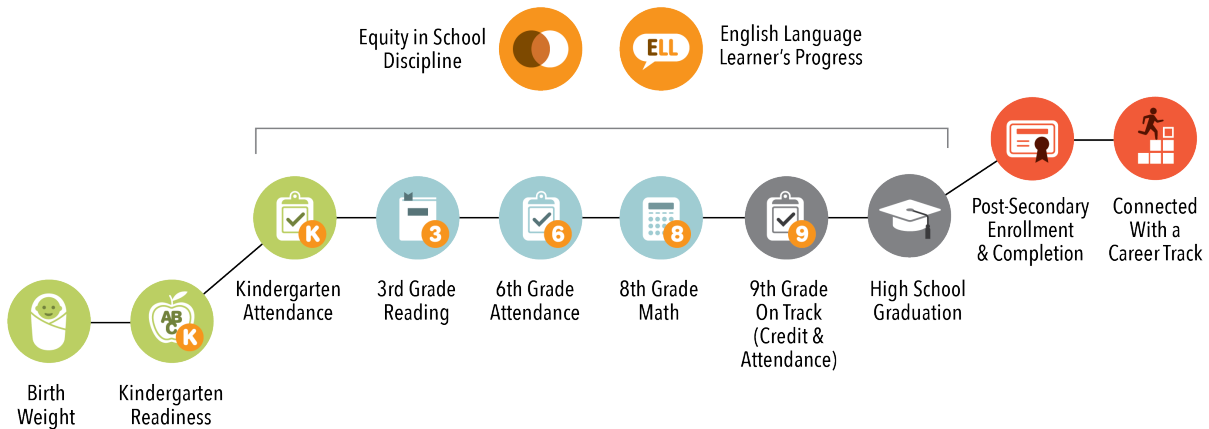 Equity in School
Discipline
ELL
English Language
Learner's Progress
K
3
6
8
9
Kindergarten
Attendance
3rd Grade
Reading
6th Grade
Attendance
8th Grade
Math
9th Grade
On Track
(Credit &
Attendance)
High School
Graduation
Post-Secondary
Enrollment
& Completion
Connected
With a
Career Track
AB
C
K
Birth
Weight
Kindergarten
Readiness